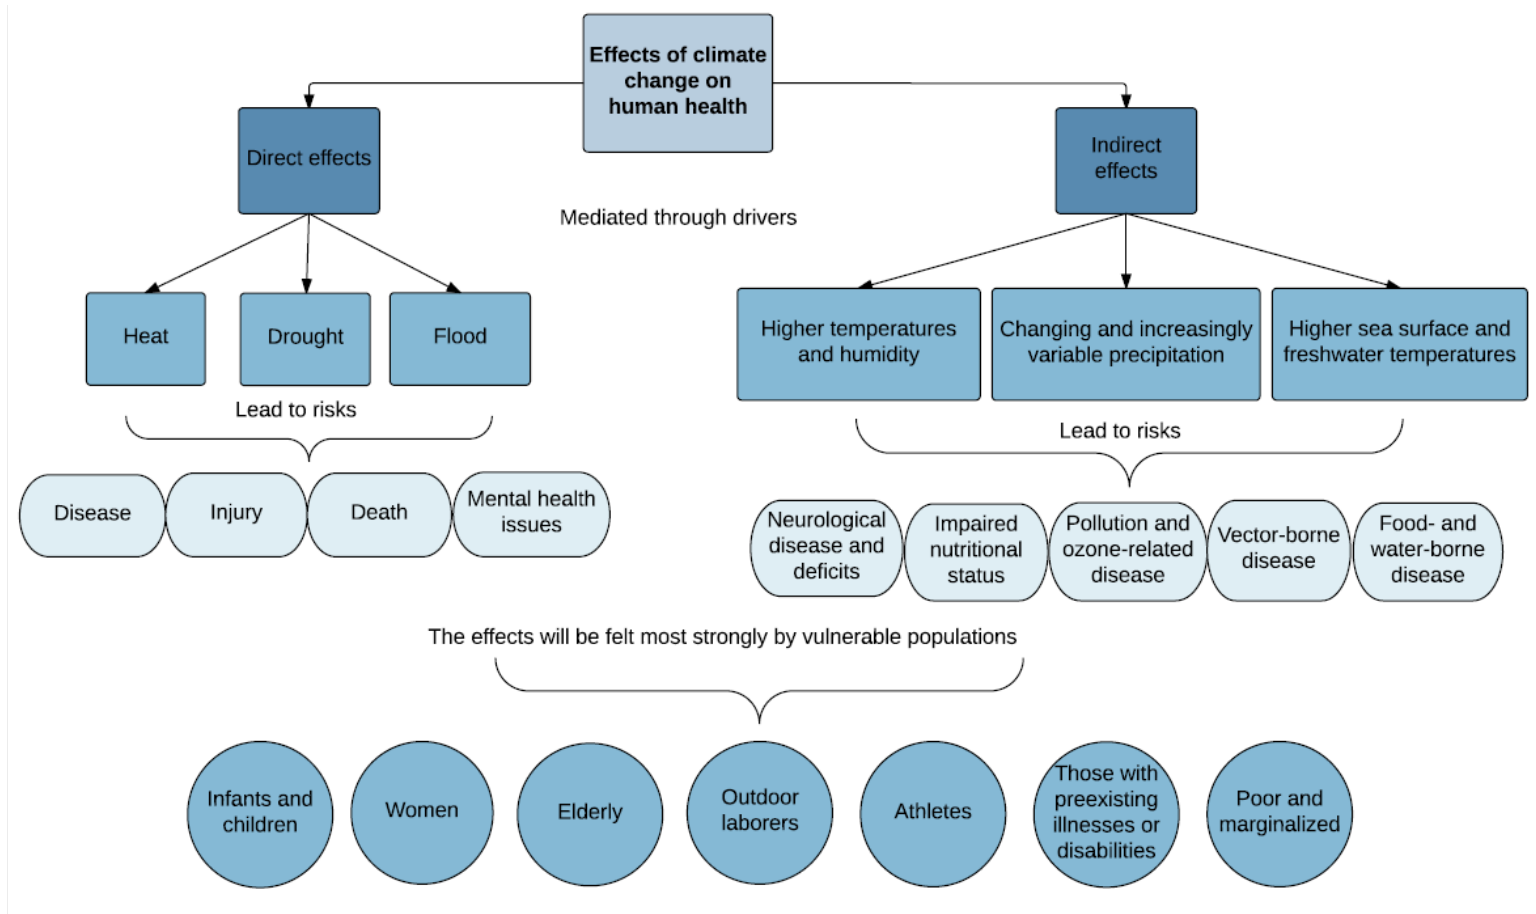 Effects of climate
change on
human health
Direct effects
Indirect
effects
Mediated through drivers
Heat
Drought
Flood
Higher temperatures
and humidity
Changing and increasingly
variable precipitation
Higher sea surface and
freshwater temperatures
Lead to risks
Lead to risks
Disease
Injury
Death
Mental health
issues
Neurological
disease and
deficits
Impaired
nutritional
status
Pollution and
ozone-related
disease
Vector-borne
disease
Food- and
water-borne
disease
The effects will be felt most strongly by vulnerable populations
Infants and
children
Women
Elderly
Outdoor
laborers
Athletes
Those with
preexisting
illnesses or
disabilities
Poor and
marginalized